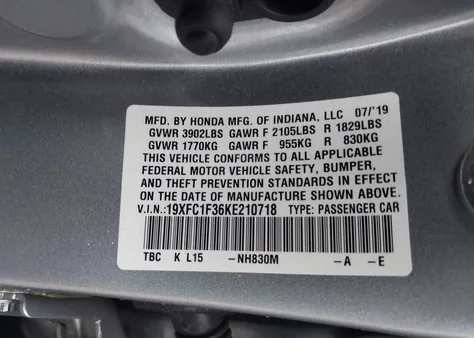 MFD. BY HONDA MFG. OF INDIANA, LLC 07/'19
GVWR 3902LBS GAWR F 2105LBS R 1829LBS
GVWR 1770KG GAWR F 955KG R 830KG
THIS VEHICLE CONFORMS TO ALL APPLICABLE
FEDERAL MOTOR VEHICLE SAFETY, BUMPER,
AND THEFT PREVENTION STANDARDS IN EFFECT
ON THE DATE OF MANUFACTURE SHOWN ABOVE.
V.I.N.:19XFC1F36KE210718 TYPE: PASSENGER CAR
TBC K L15 -NH830M -A -E